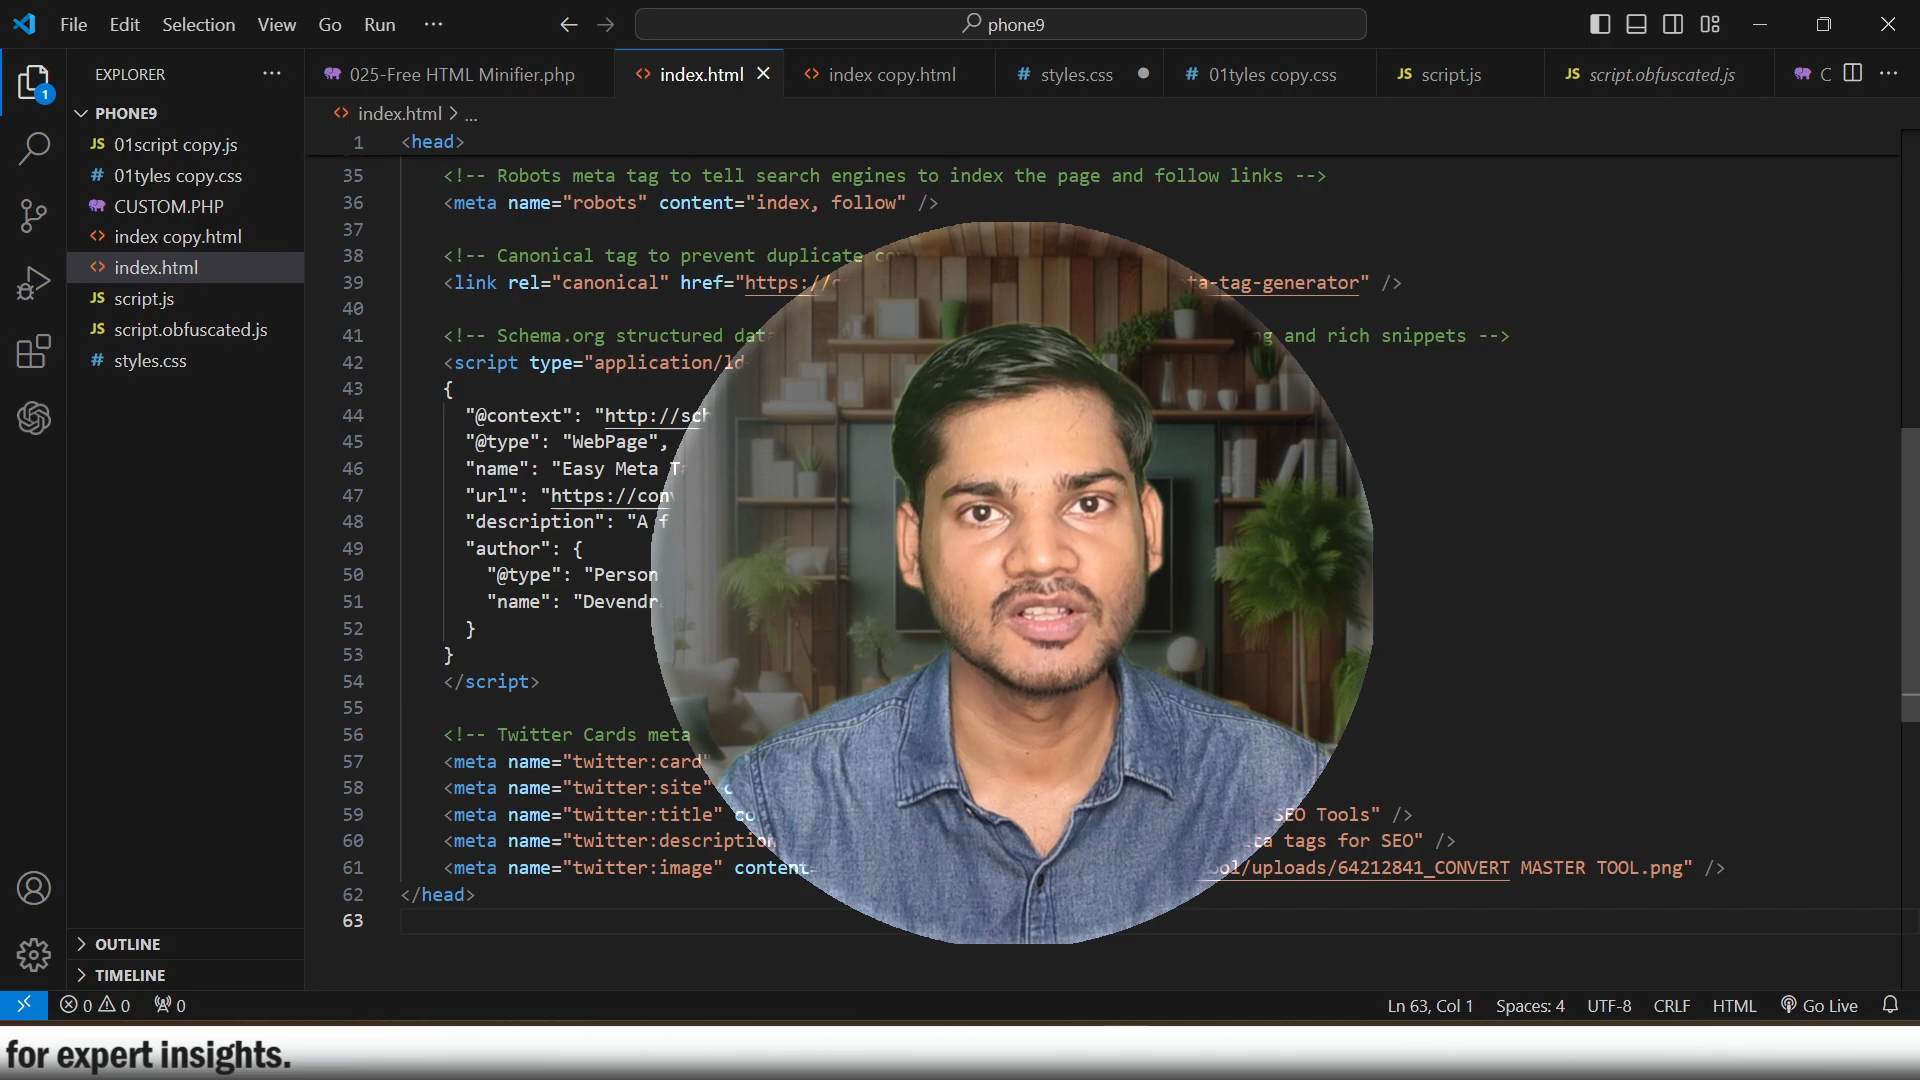 File Edit Selection View Go Run ···
phone9
EXPLORER ···
025-Free HTML Minifier.php
index.html
index copy.html
# styles.css
# 01tyles copy.css
JS script.js
JS script.obfuscated.js
C
···
1
PHONE9
JS 01script copy.js
# 01tyles copy.css
CUSTOM.PHP
<> index copy.html
<> index.html
JS script.js
JS script.obfuscated.js
# styles.css
OUTLINE
TIMELINE
<> index.html > ...
1 <head>
35 <!-- Robots meta tag to tell search engines to index the page and follow links -->
36 <meta name="robots" content="index, follow" />
37
38 <!-- Canonical tag to prevent duplicate
39 <link rel="canonical" href="https:// -tag-generator" />
40
41 <!-- Schema.org structured and rich snippets -->
42 <script type="application/ld
43 {
44 "@context": "http://sch
45 "@type": "WebPage",
46 "name": "Easy Meta
47 "url": "https://con
48 "description": "A f
49 "author": {
50 "@type": "Person
51 "name": "Devendr
52 }
53 }
54 </script>
55
56 <!-- Twitter Cards meta
57 <meta name="twitter:card"
58 <meta name="twitter:site"
59 <meta name="twitter:title" SEO Tools" />
60 <meta name="twitter:description tags for SEO" />
61 <meta name="twitter:image" content /uploads/64212841_CONVERT MASTER TOOL.png" />
62 </head>
63
0 0 0
Ln 63, Col 1 Spaces: 4 UTF-8 CRLF HTML Go Live
for expert insights.